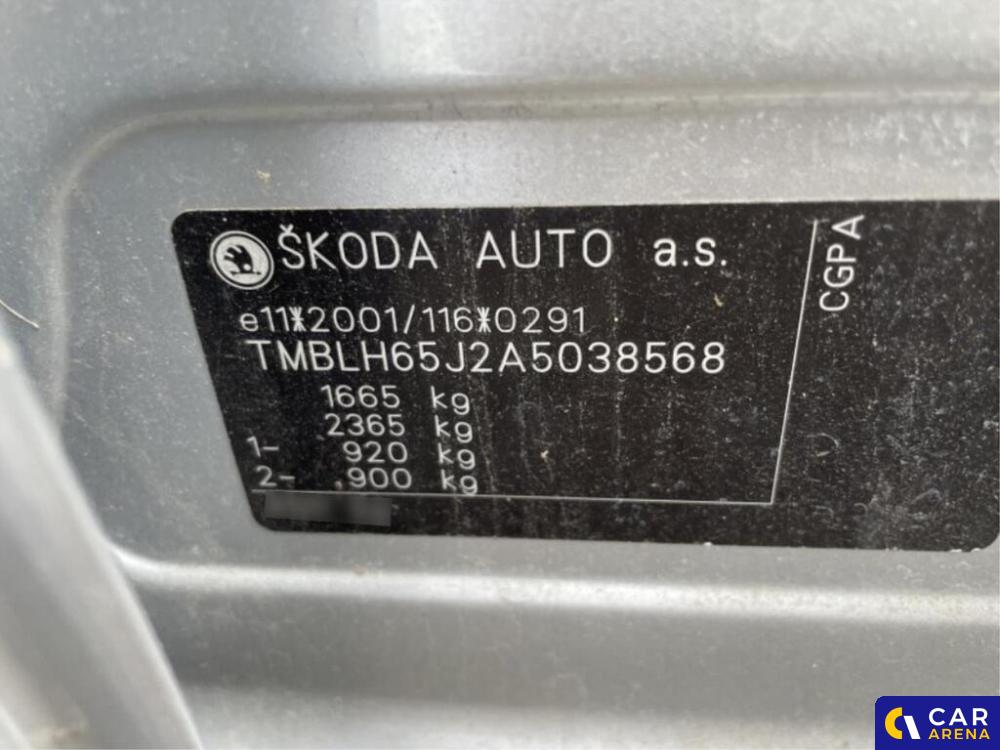 ŠKODA AUTO a.s.
e11*2001/116*0291
TMBLH65J2A5038568
1665 kg
2365 kg
1- 920 kg
2- 900 kg
CGPA
CAR
ARENA